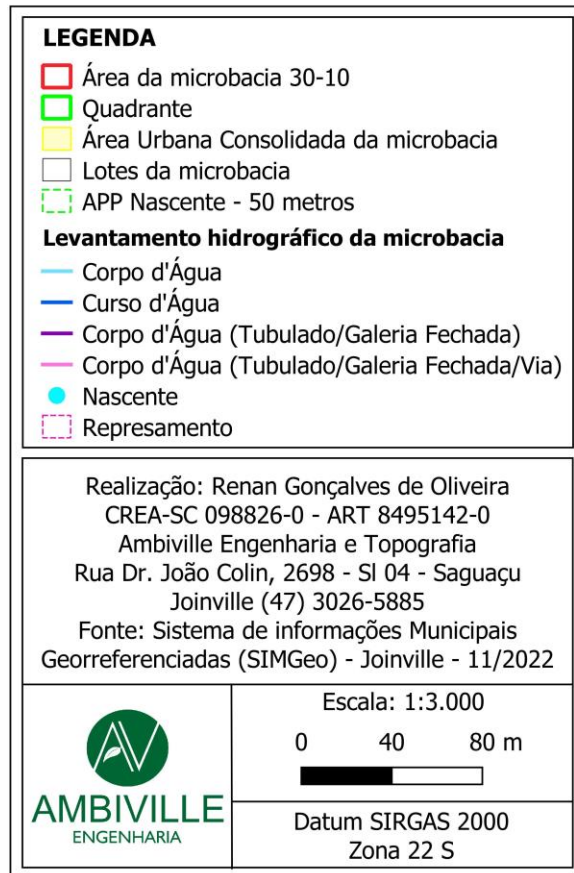 LEGENDA
Área da microbacia 30-10
Quadrante
Área Urbana Consolidada da microbacia
Lotes da microbacia
APP Nascente - 50 metros
Levantamento hidrográfico da microbacia
Corpo d'Água
Curso d'Água
Corpo d'Água (Tubulado/Galeria Fechada)
Corpo d'Água (Tubulado/Galeria Fechada/Via)
Nascente
Represamento
Realização: Renan Gonçalves de Oliveira
CREA-SC 098826-0 - ART 8495142-0
Ambiville Engenharia e Topografia
Rua Dr. João Colin, 2698 - Sl 04 - Saguaçu
Joinville (47) 3026-5885
Fonte: Sistema de informações Municipais
Georreferenciadas (SIMGeo) - Joinville - 11/2022
AMBIVILLE
ENGENHARIA
Escala: 1:3.000
0 40 80 m
Datum SIRGAS 2000
Zona 22 S